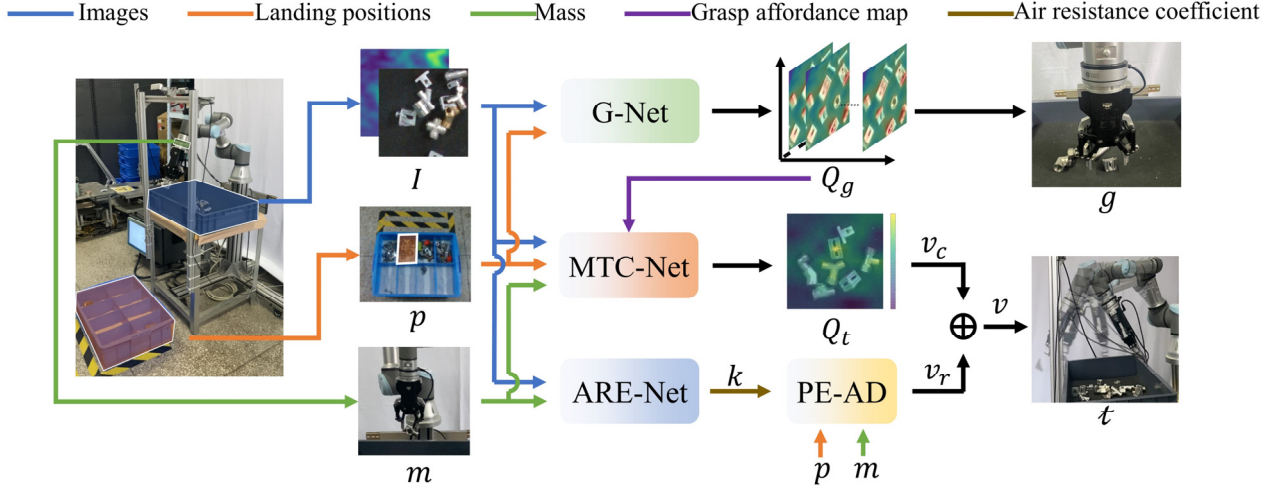 Images Landing positions Mass Grasp affordance map Air resistance coefficient
G-Net
I
Q_g
g
MTC-Net
v_c
p
Q_t
v
ARE-Net
k
PE-AD
v_r
t
m
p m